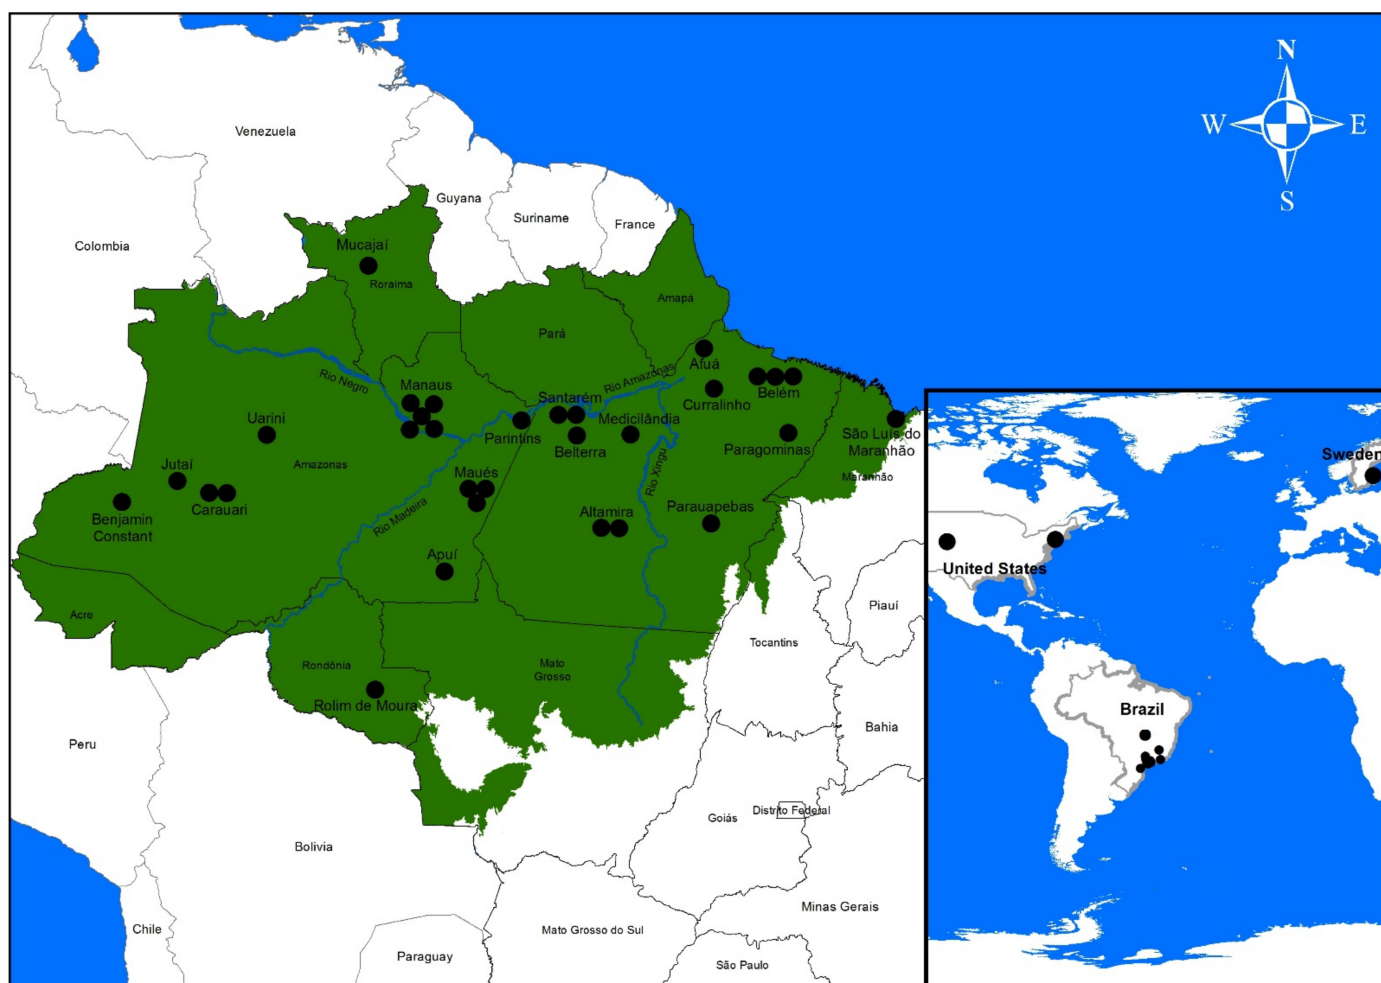 N
W
E
S
Venezuela
Guyana
Suriname
France
Colombia
Mucajaí
Roraima
Amapá
Pará
Afuá
Rio Negro
Rio Amazonas
Manaus
Santarém
Curralinho
Belém
Uarini
Parintins
Medicilândia
Belterra
Paragominas
São Luís do
Maranhão
Maranhão
Amazonas
Jutaí
Carauari
Maués
Rio Xingu
Benjamin
Constant
Rio Madeira
Altamira
Parauapebas
Apuí
Acre
Piauí
Tocantins
Rondônia
Mato
Grosso
Rolim de Moura
Peru
Bahia
Distrito Federal
Goiás
Bolivia
Minas Gerais
Chile
Mato Grosso do Sul
Paraguay
São Paulo
Sweden
United States
Brazil